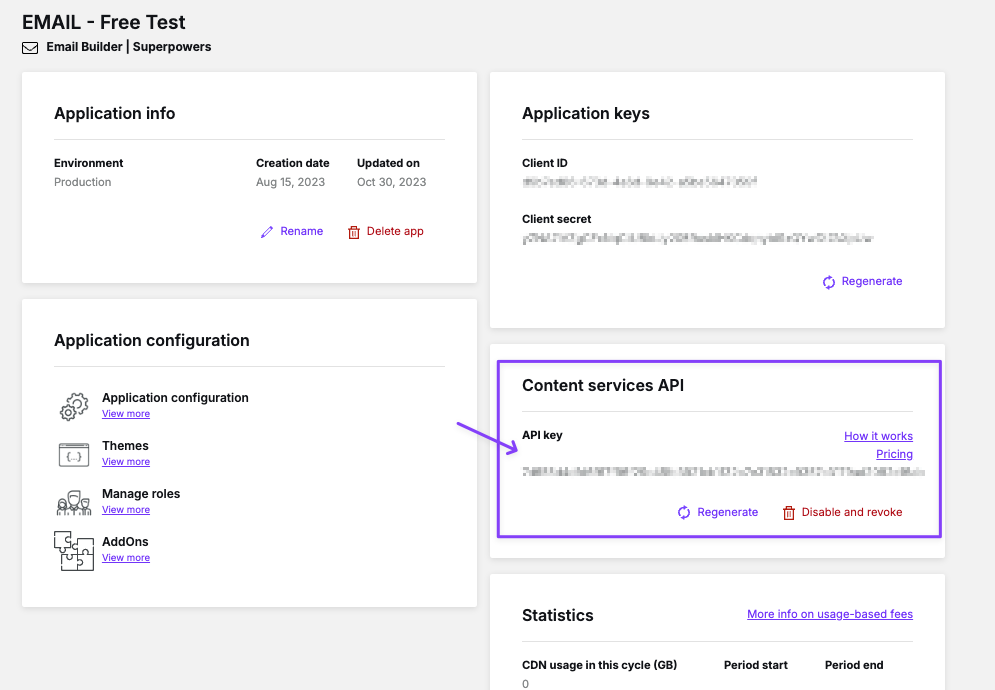 EMAIL - Free Test
Email Builder | Superpowers
Application info
Environment
Creation date
Updated on
Production
Aug 15, 2023
Oct 30, 2023
Rename
Delete app
Application configuration
Application configuration
View more
Themes
View more
{...}
Manage roles
View more
AddOns
View more
Application keys
Client ID
Client secret
Regenerate
Content services API
API key
How it works
Pricing
Regenerate
Disable and revoke
Statistics
More info on usage-based fees
CDN usage in this cycle (GB)
Period start
Period end
0